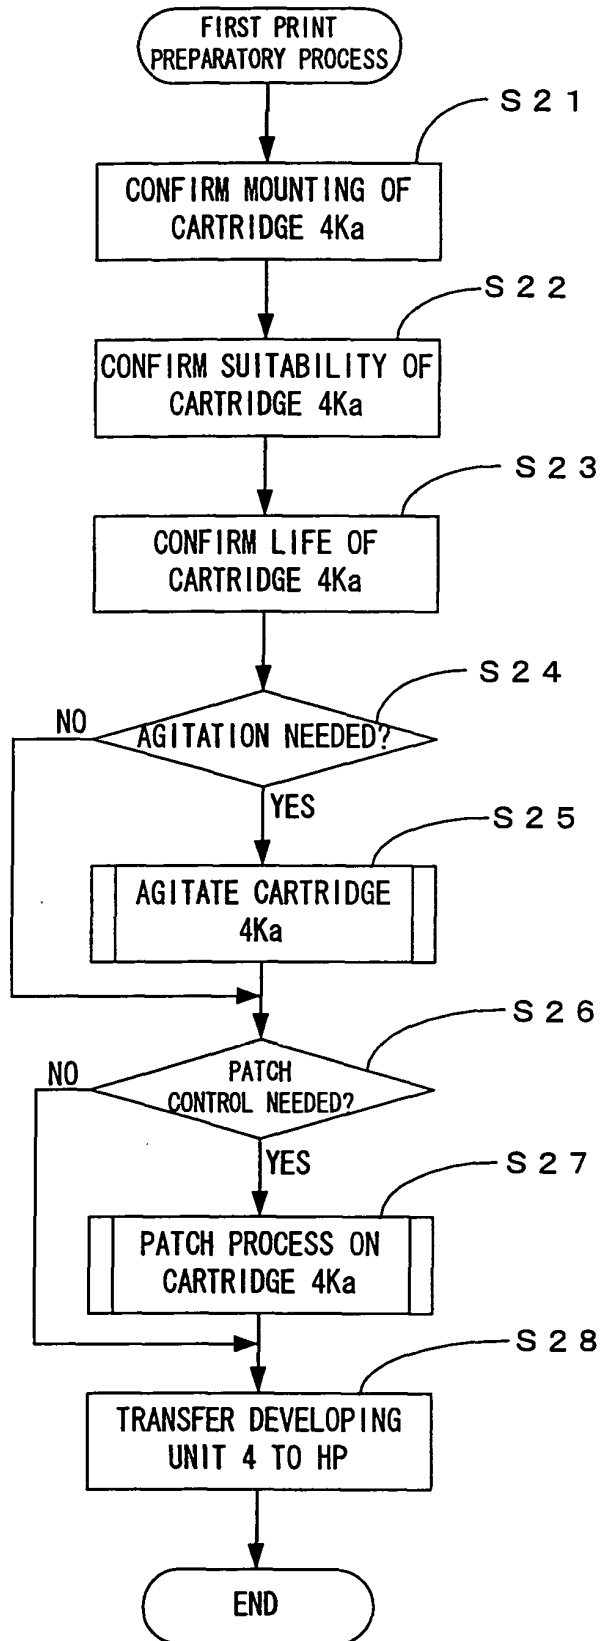 FIRST PRINT
PREPARATORY PROCESS
S21
CONFIRM MOUNTING OF
CARTRIDGE 4Ka
S22
CONFIRM SUITABILITY OF
CARTRIDGE 4Ka
S23
CONFIRM LIFE OF
CARTRIDGE 4Ka
S24
NO
AGITATION NEEDED?
YES
S25
AGITATE CARTRIDGE
4Ka
S26
NO
PATCH
CONTROL NEEDED?
YES
S27
PATCH PROCESS ON
CARTRIDGE 4Ka
S28
TRANSFER DEVELOPING
UNIT 4 TO HP
END